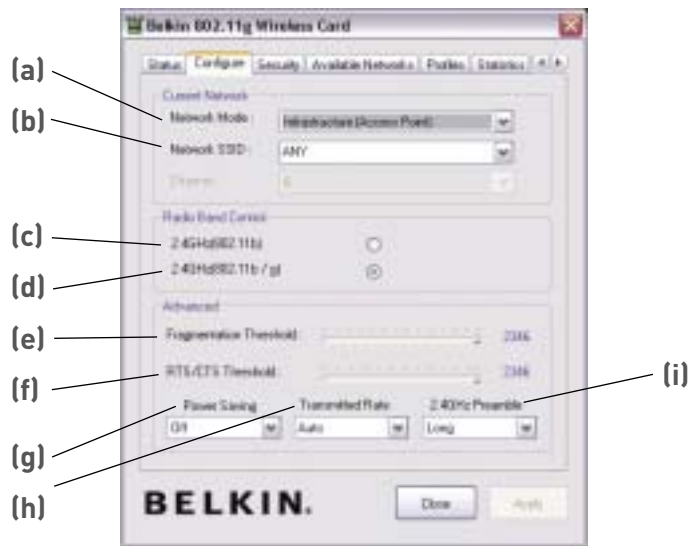 Belkin 802.11g Wireless Card
Status Configure Security Available Networks Profiles Statistics
(a)
Current Network
Network Mode : Infrastructure (Access Point)
(b)
Network SSID : ANY
Channel : 6
Radio Band Control
(c)
2.4GHz(802.11b)
2.4GHz(802.11b / g)
(d)
Advanced
(e)
Fragmentation Threshold: 2346
RTS/CTS Threshold: 2346
(f)
(i)
Power Saving Transmitted Rate 2.4GHz Preamble
Off Auto Long
(g)
(h)
BELKIN. Close Apply